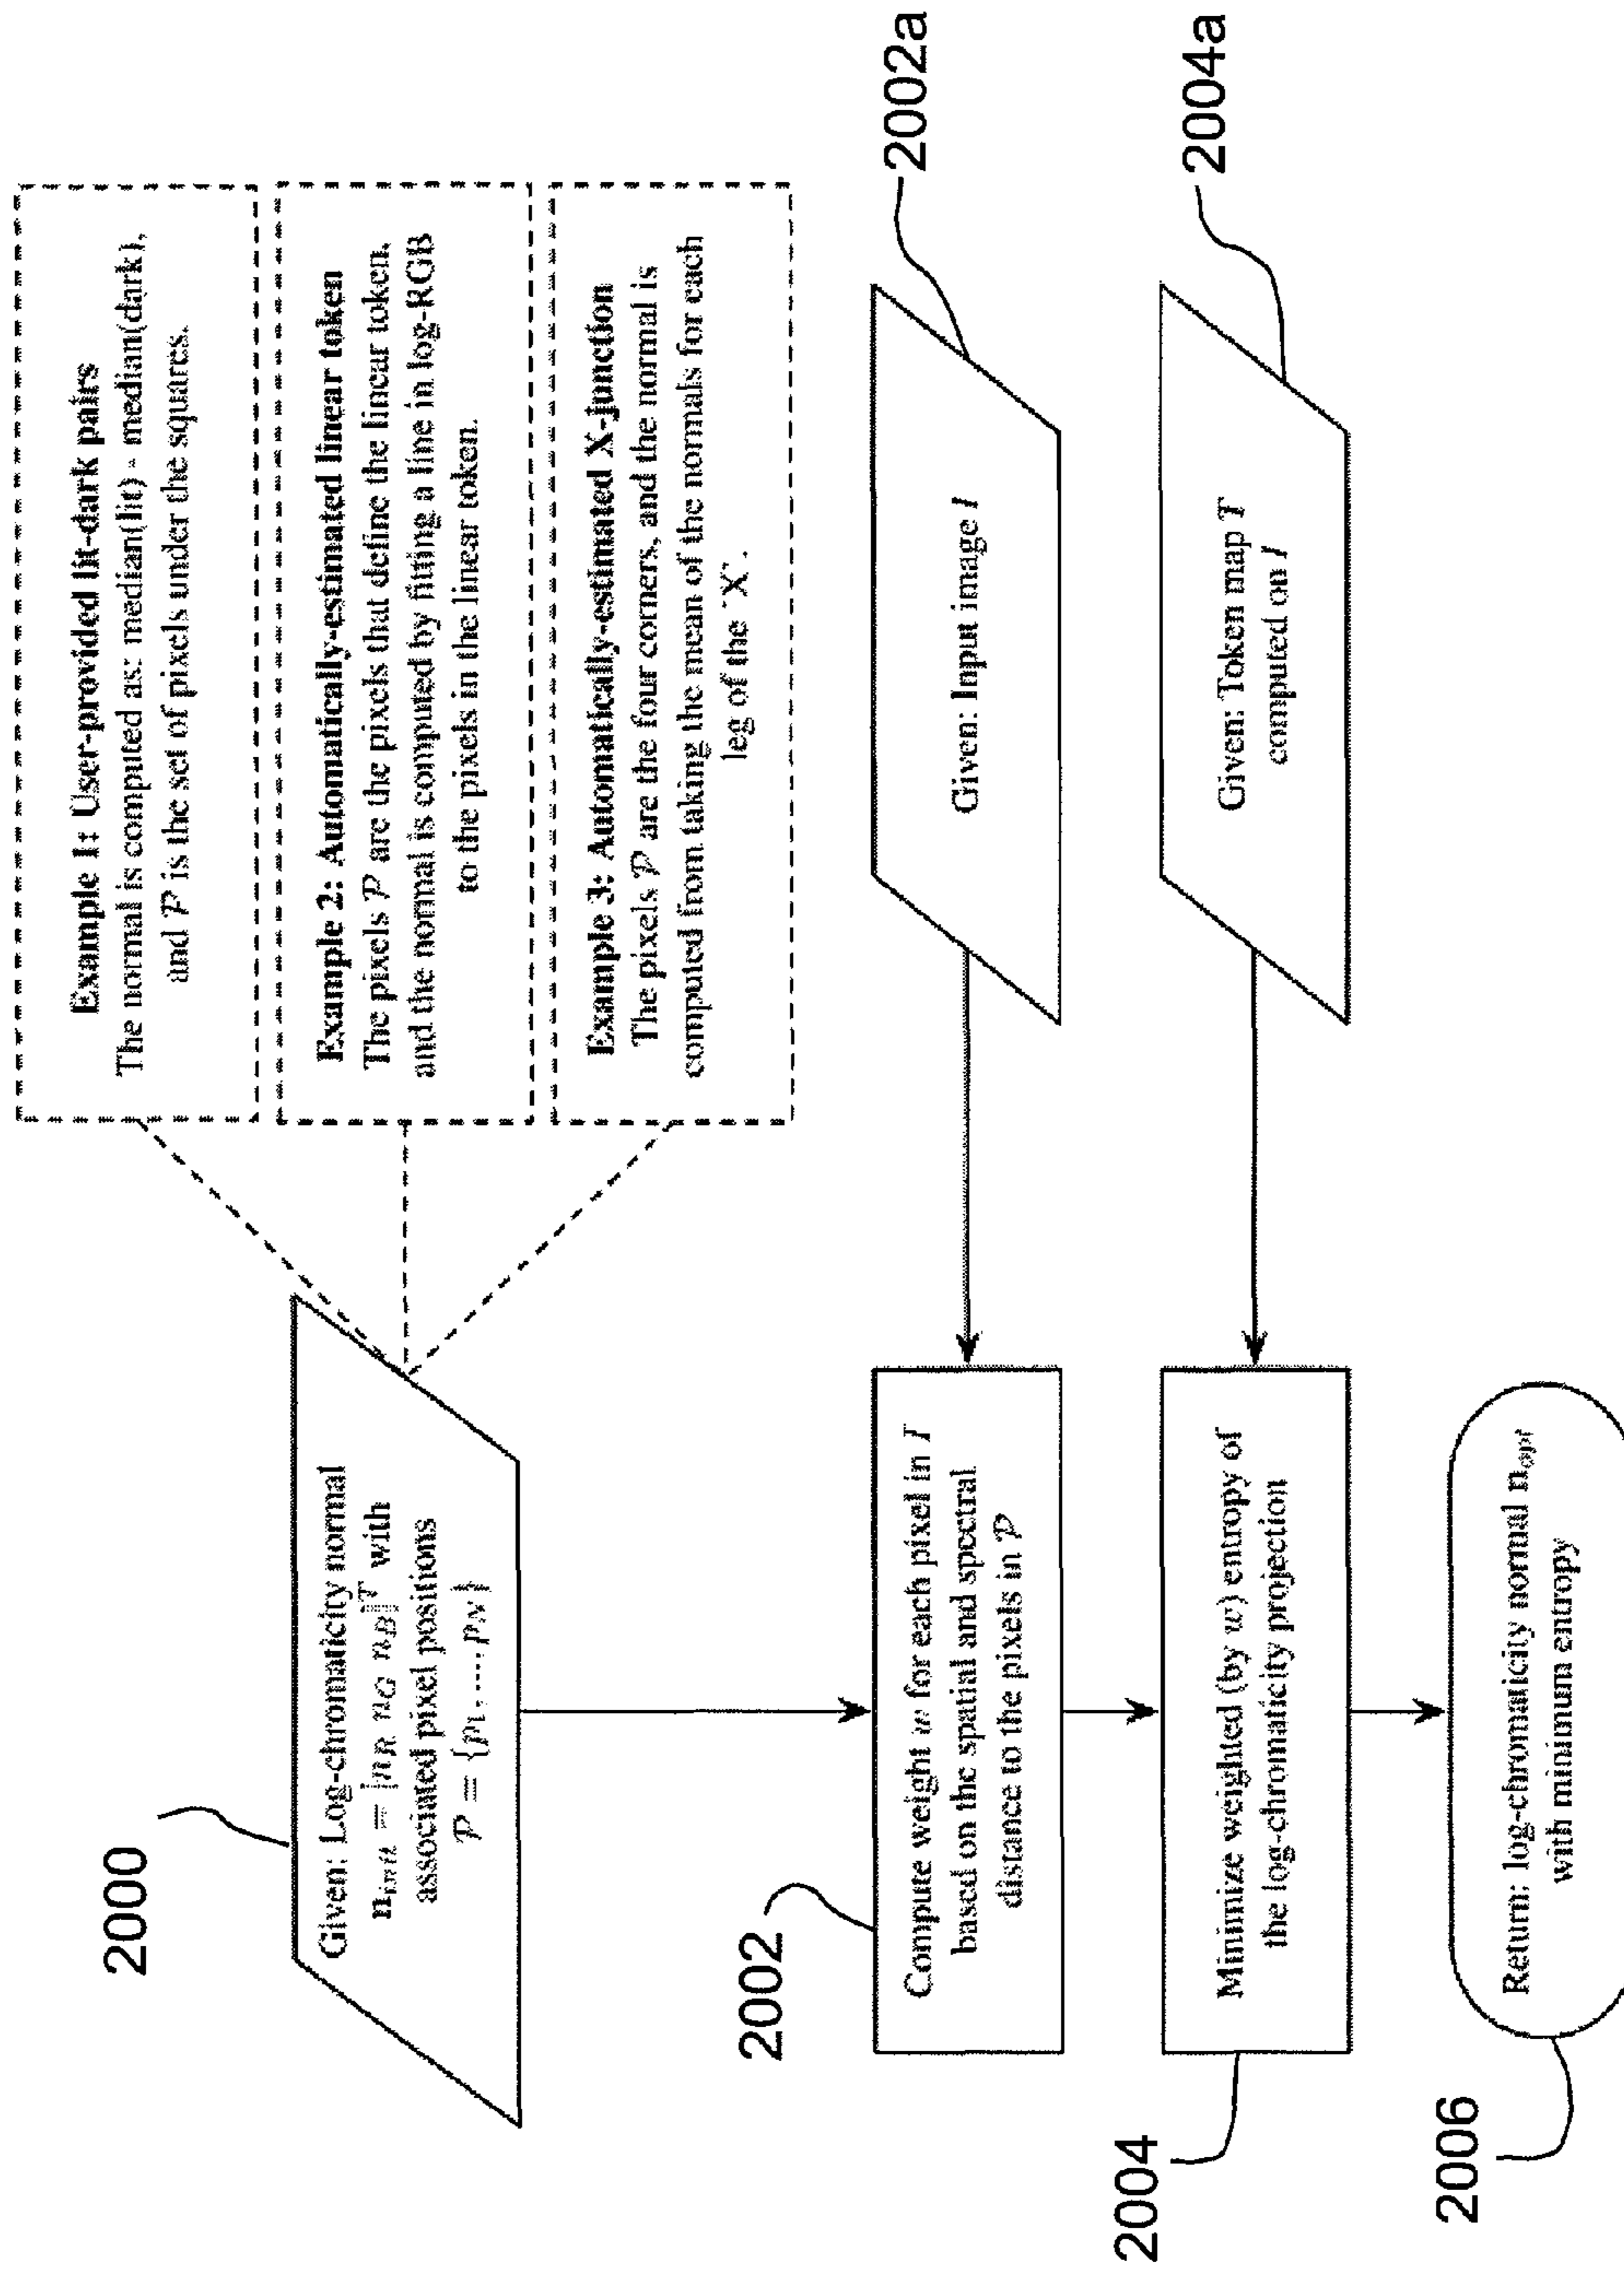 2000
Given: Log-chromaticity normal
n_init = [n_R n_G n_B]^T with
associated pixel positions
𝒫 = {p_1, ..., p_N}
Example 1: User-provided lit-dark pairs
The normal is computed as: median(lit) - median(dark),
and 𝒫 is the set of pixels under the squares.
Example 2: Automatically-estimated linear token
The pixels 𝒫 are the pixels that define the linear token,
and the normal is computed by fitting a line in log-RGB
to the pixels in the linear token.
Example 3: Automatically-estimated X-junction
The pixels 𝒫 are the four corners, and the normal is
computed from taking the mean of the normals for each
leg of the 'X'.
2002
Compute weight w for each pixel in I
based on the spatial and spectral
distance to the pixels in 𝒫
Given: Input image I
2002a
2004
Minimize weighted (by w) entropy of
the log-chromaticity projection
Given: Token map T
computed on I
2004a
2006
Return: log-chromaticity normal n_opt
with minimum entropy